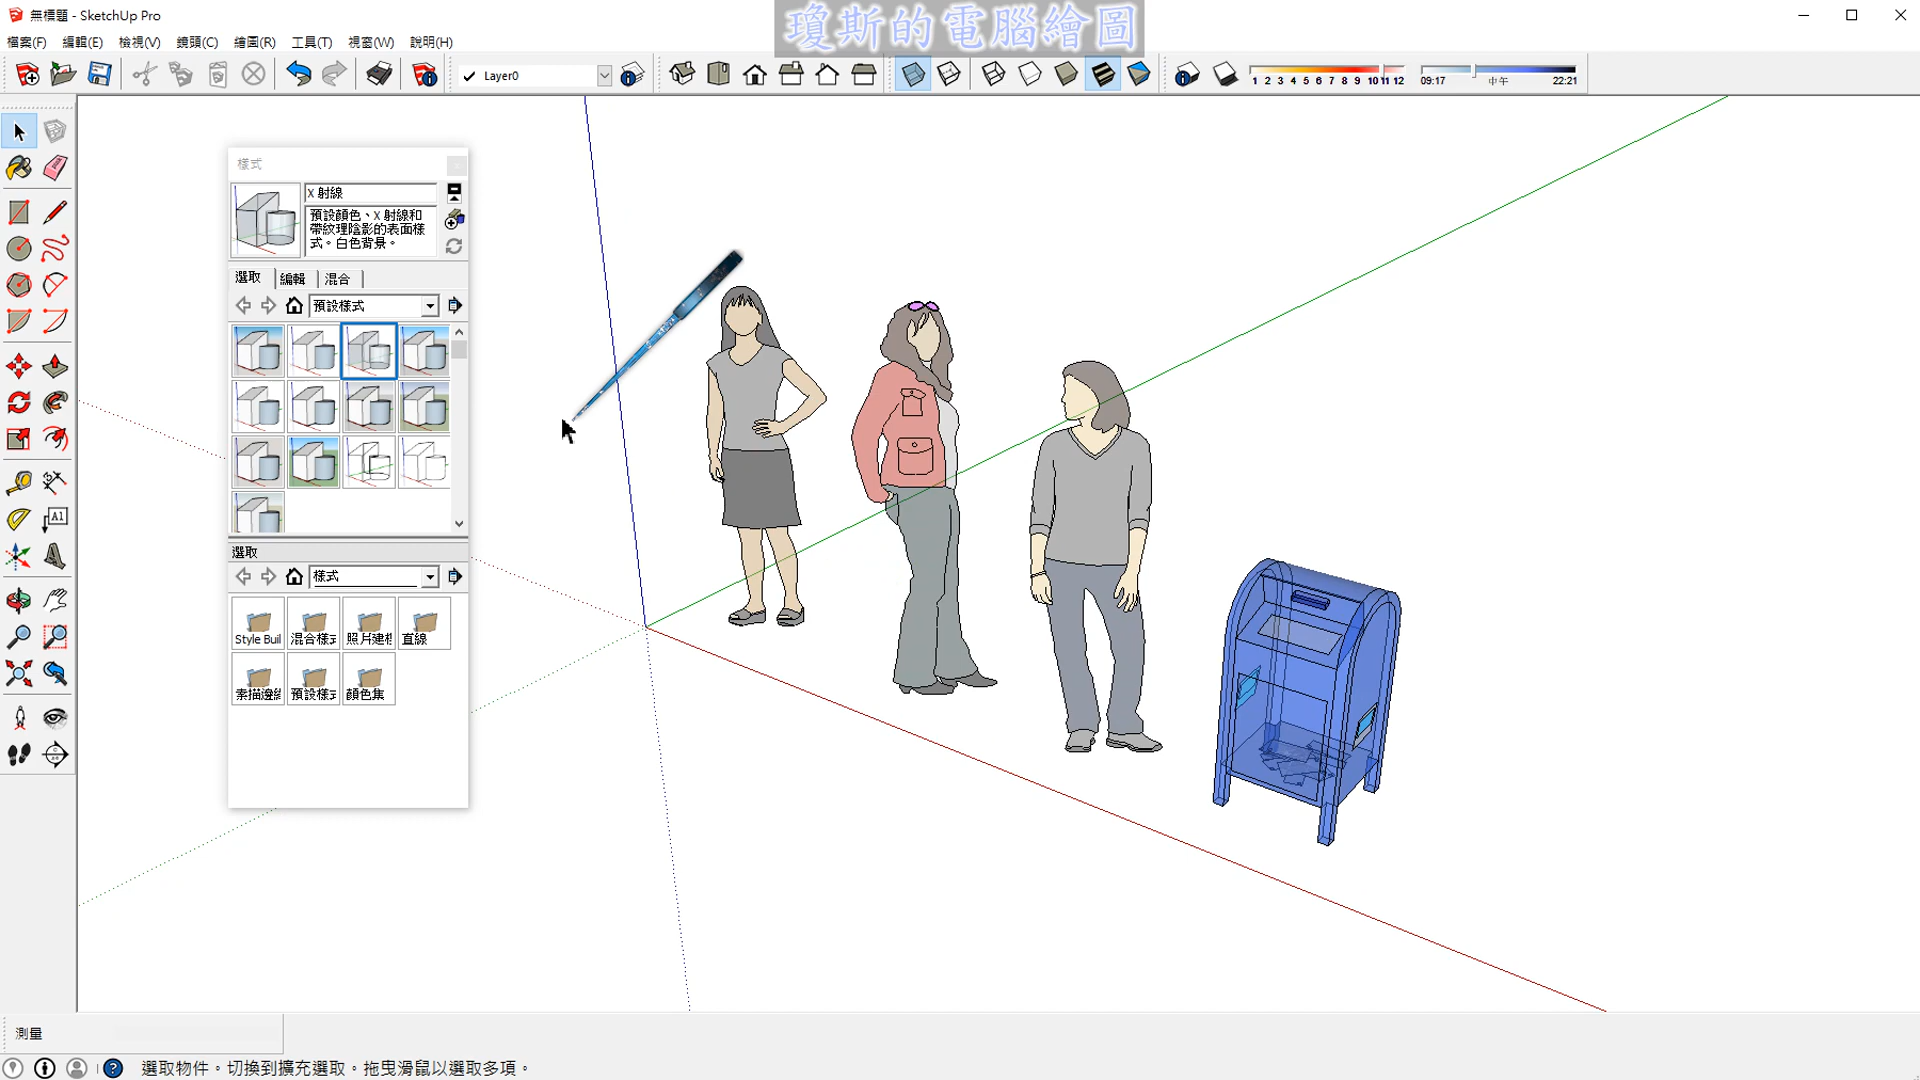 無標題 - SketchUp Pro
瓊斯的電腦繪圖
檔案(F) 編輯(E) 檢視(V) 鏡頭(C) 繪圖(R) 工具(T) 視窗(W) 說明(H)
Layer0
1 2 3 4 5 6 7 8 9 10 11 12
09:17 中午 22:21
樣式
X 射線
預設顏色、X 射線和
帶紋理陰影的表面樣
式。白色背景。
選取 編輯 混合
預設樣式
A1
選取
樣式
Style Buil 混合樣式 照片建模 直線
素描邊線 預設樣式 顏色集
測量
選取物件。切換到擴充選取。拖曳滑鼠以選取多項。